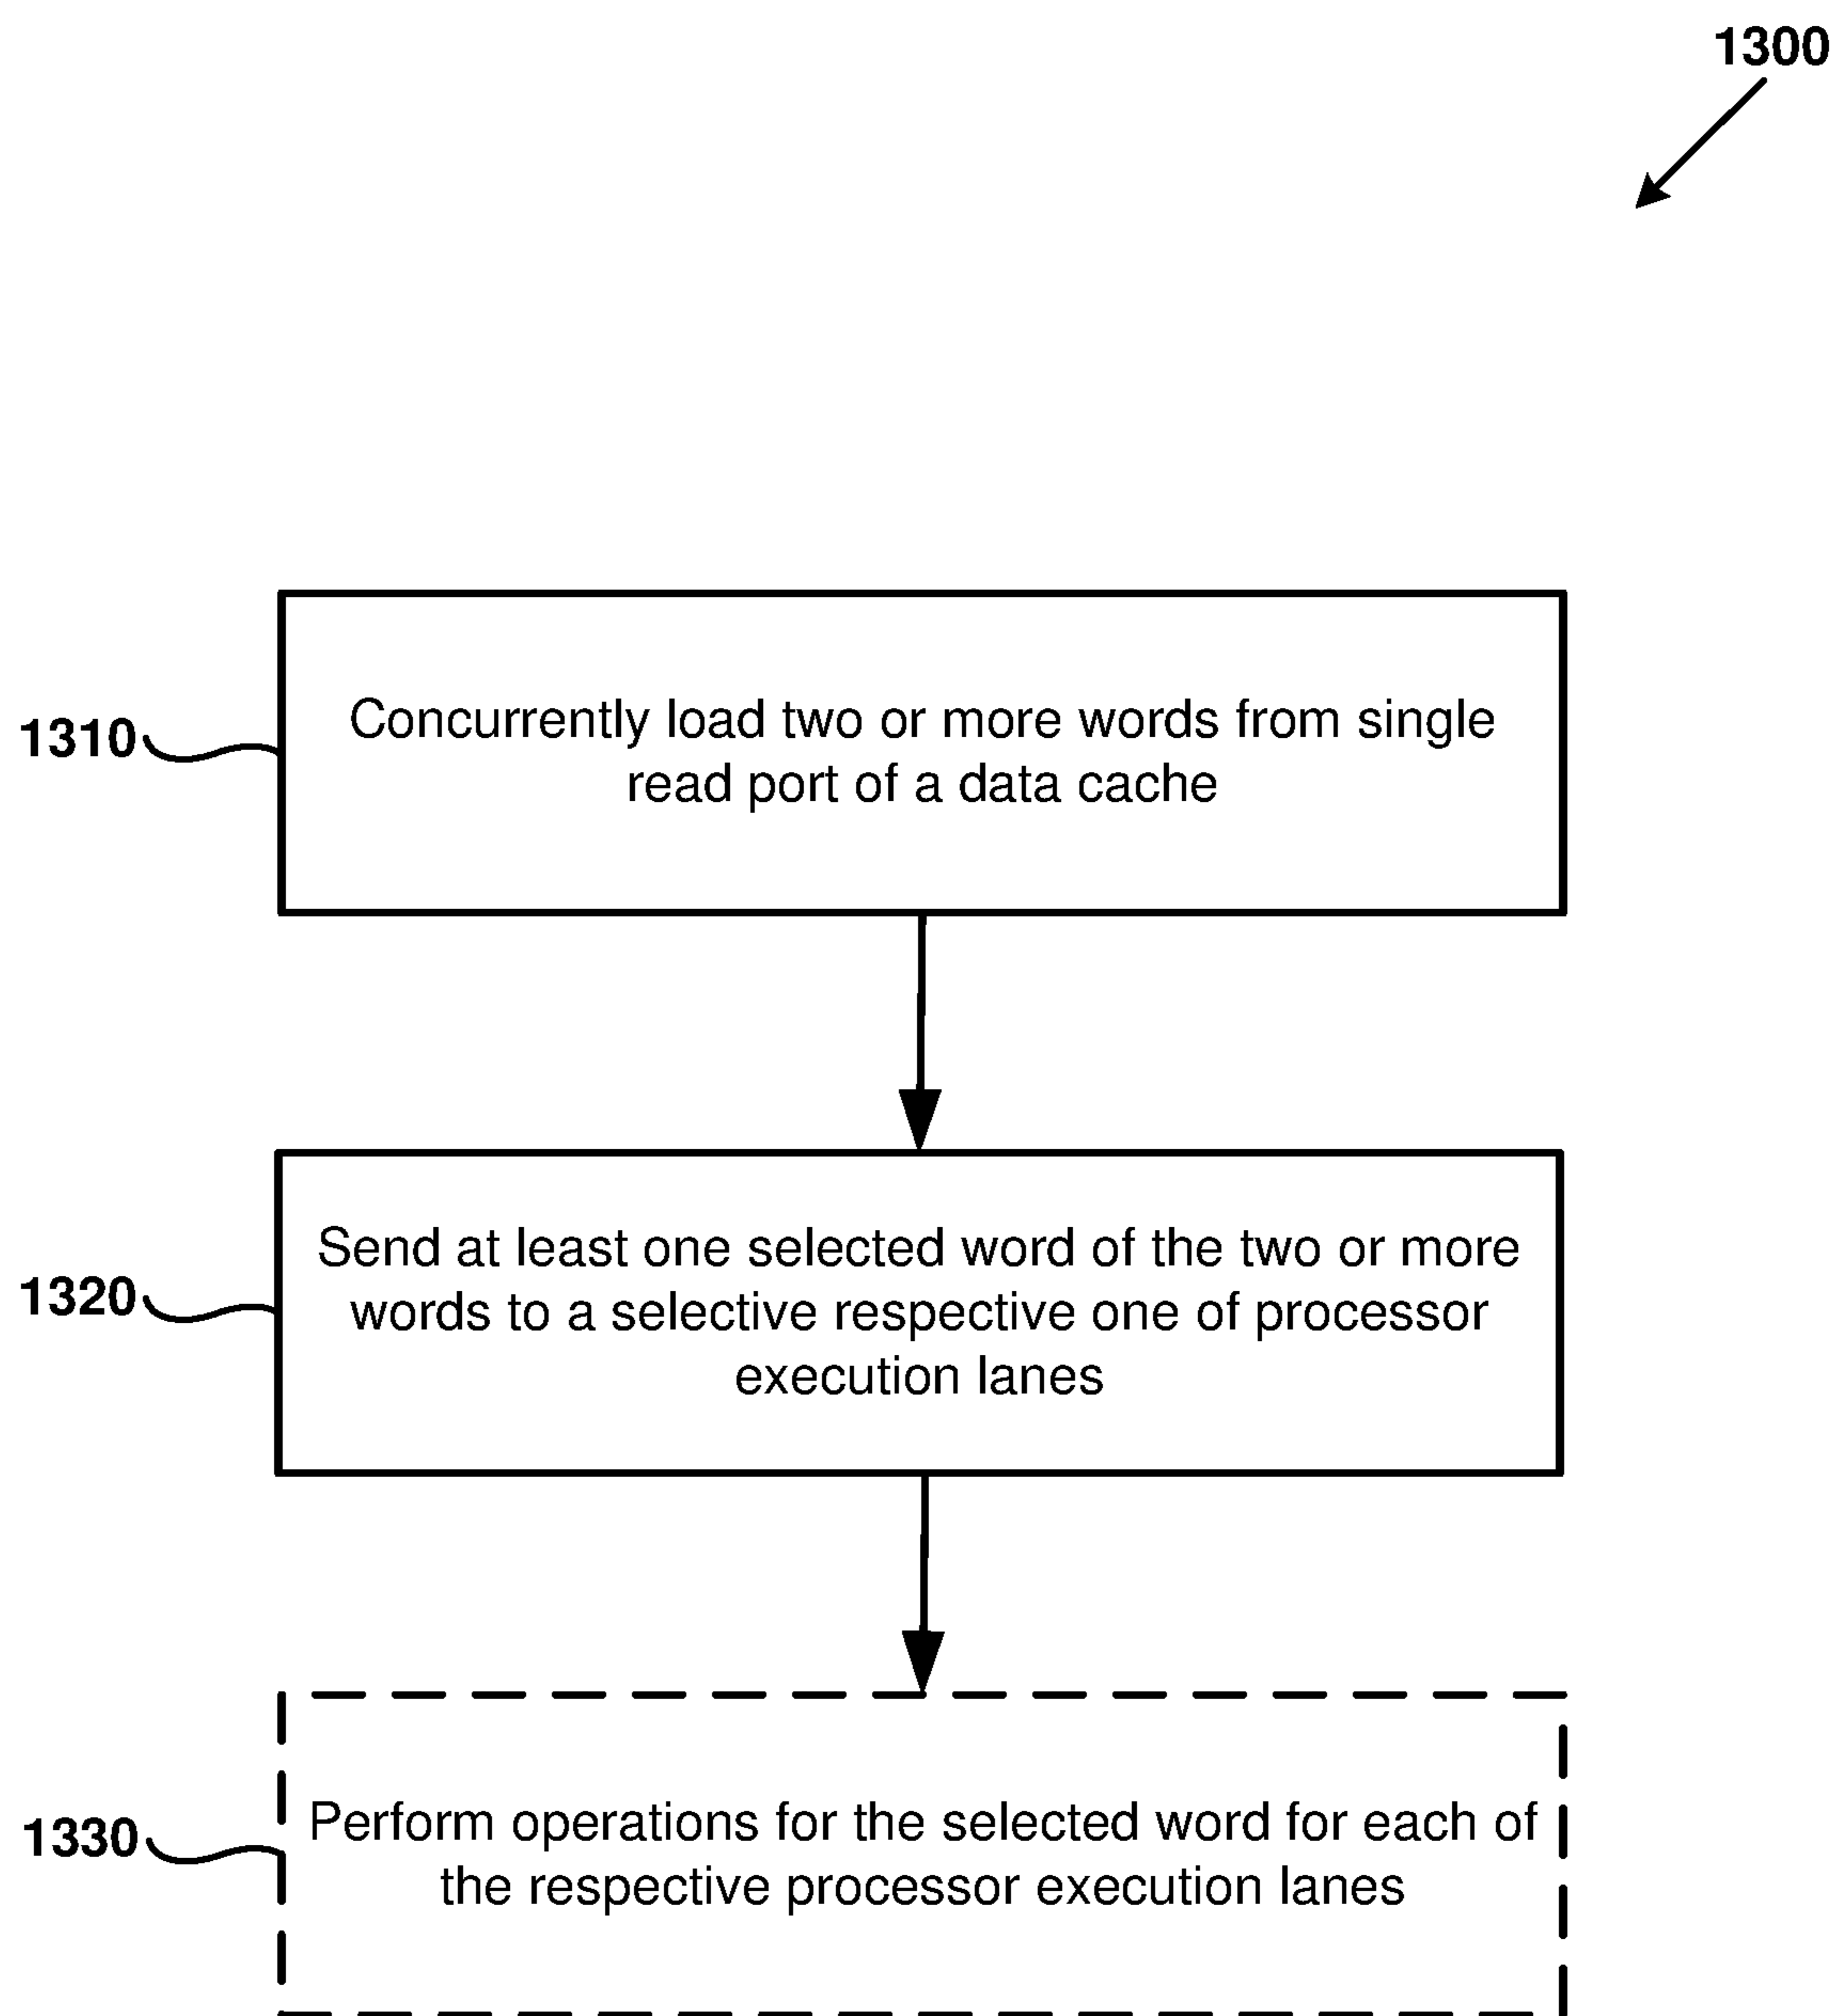 1300
1310
Concurrently load two or more words from single
read port of a data cache
1320
Send at least one selected word of the two or more
words to a selective respective one of processor
execution lanes
1330
Perform operations for the selected word for each of
the respective processor execution lanes